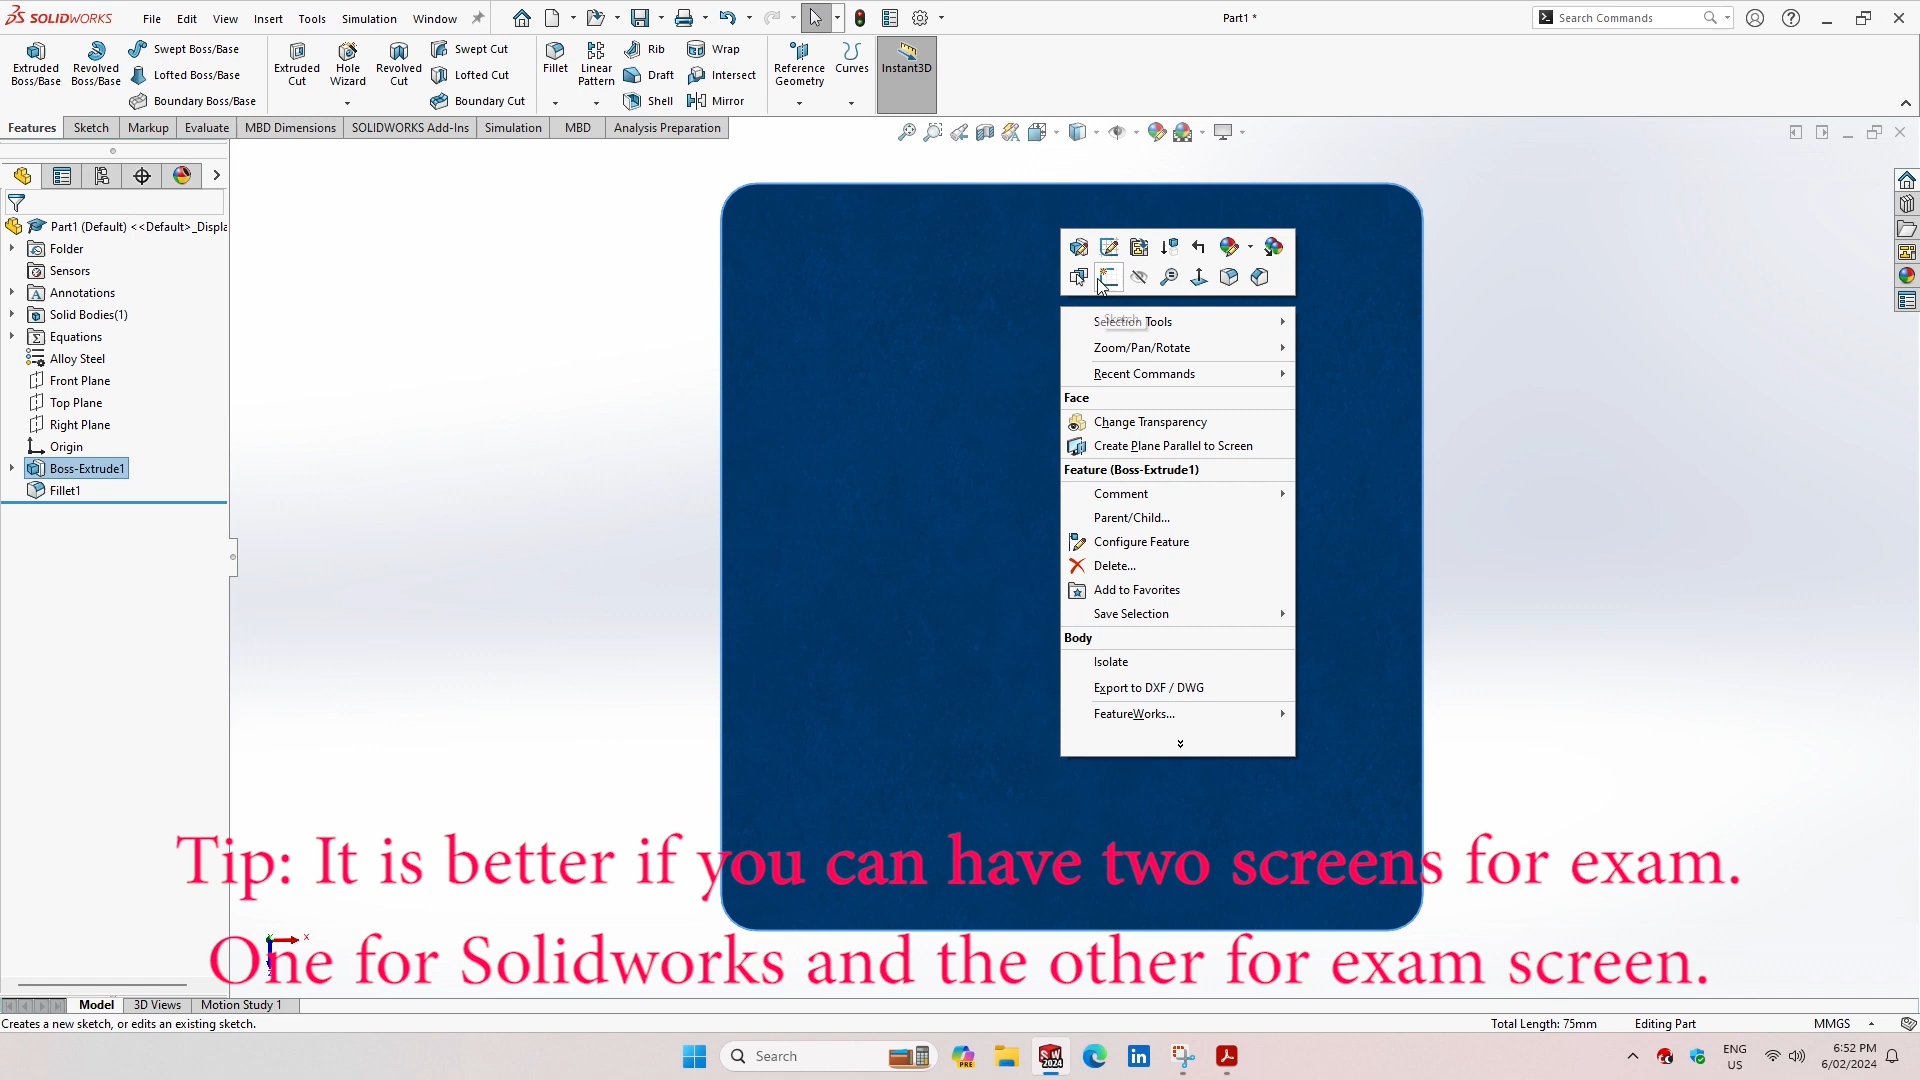 SOLIDWORKS
File Edit View Insert Tools Simulation Window
Part1 *
Search Commands
Extruded Boss/Base
Revolved Boss/Base
Swept Boss/Base
Lofted Boss/Base
Boundary Boss/Base
Extruded Cut
Hole Wizard
Revolved Cut
Swept Cut
Lofted Cut
Boundary Cut
Fillet
Linear Pattern
Rib
Draft
Shell
Wrap
Intersect
Mirror
Reference Geometry
Curves
Instant3D
Features Sketch Markup Evaluate MBD Dimensions SOLIDWORKS Add-Ins Simulation MBD Analysis Preparation
Part1 (Default) <<Default>_Displa
Folder
Sensors
Annotations
Solid Bodies(1)
Equations
Alloy Steel
Front Plane
Top Plane
Right Plane
Origin
Boss-Extrude1
Fillet1
Selection Tools
Sketch
Zoom/Pan/Rotate
Recent Commands
Face
Change Transparency
Create Plane Parallel to Screen
Feature (Boss-Extrude1)
Comment
Parent/Child...
Configure Feature
Delete...
Add to Favorites
Save Selection
Body
Isolate
Export to DXF / DWG
FeatureWorks...
Tip: It is better if you can have two screens for exam.
One for Solidworks and the other for exam screen.
X
Model 3D Views Motion Study 1
Creates a new sketch, or edits an existing sketch.
Total Length: 75mm Editing Part MMGS
Search
PRE
SW 2024
in
ENG US
6:52 PM
6/02/2024